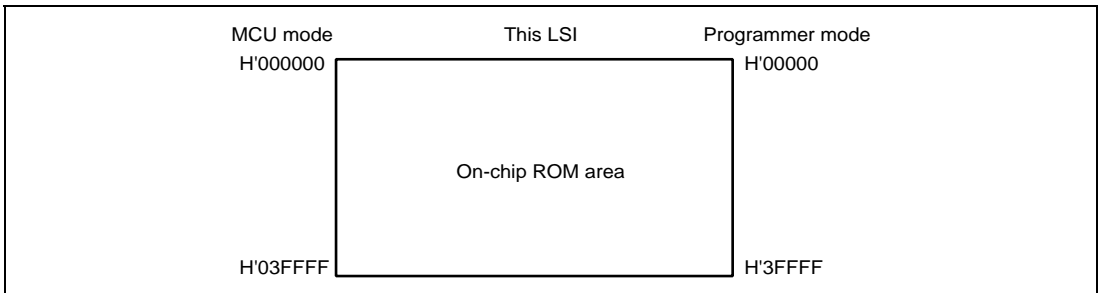 MCU mode This LSI Programmer mode
H'000000 H'00000
On-chip ROM area
H'03FFFF H'3FFFF